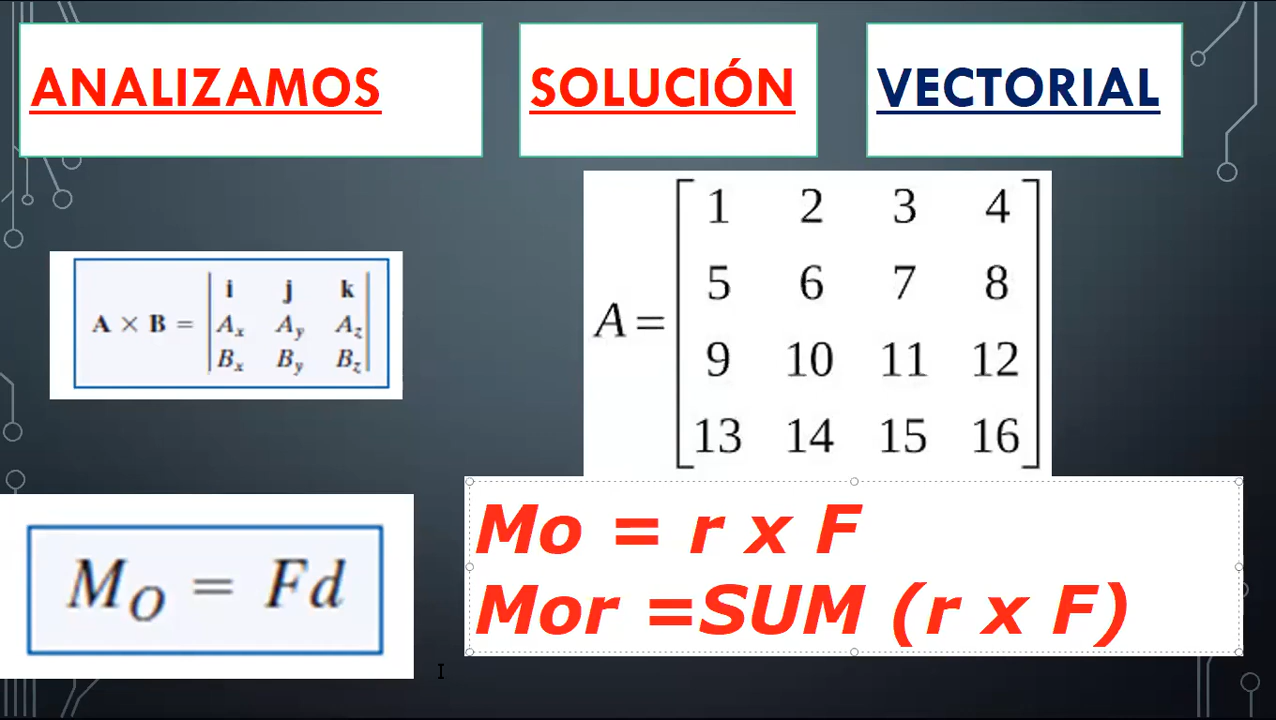 ANALIZAMOS
SOLUCIÓN
VECTORIAL
A × B =
i j k
Ax Ay Az
Bx By Bz
A =
1 2 3 4
5 6 7 8
9 10 11 12
13 14 15 16
MO = Fd
Mo = r x F
Mor =SUM (r x F)